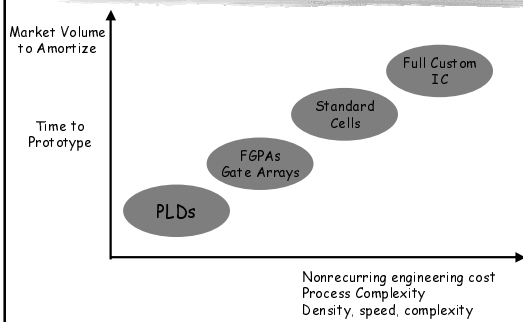 Market Volume
to Amortize
Time to
Prototype
Full Custom
IC
Standard
Cells
FGPAs
Gate Arrays
PLDs
Nonrecurring engineering cost
Process Complexity
Density, speed, complexity